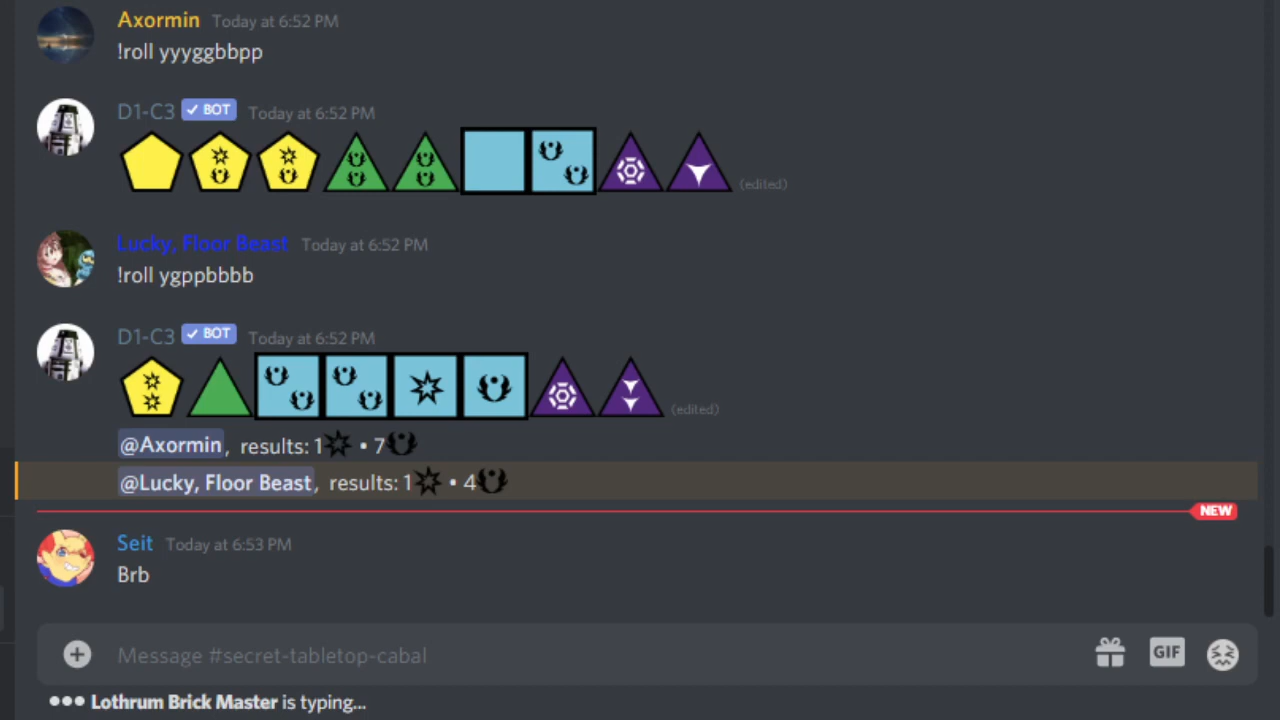 Axormin Today at 6:52 PM
!roll yyyggbbpp
D1-C3 BOT Today at 6:52 PM
(edited)
Lucky, Floor Beast Today at 6:52 PM
!roll ygppbbbb
D1-C3 BOT Today at 6:52 PM
(edited)
@Axormin, results: 1 • 7
@Lucky, Floor Beast, results: 1 • 4
NEW
Seit Today at 6:53 PM
Brb
Message #secret-tabletop-cabal GIF
Lothrum Brick Master is typing...